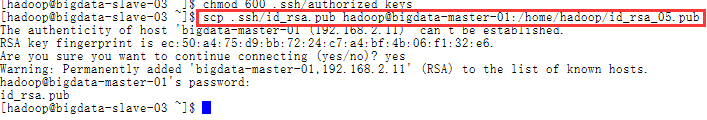 [hadoop@bigdata-slave-03 ~]$ chmod 600 .ssh/authorized_keys
[hadoop@bigdata-slave-03 ~]$ scp .ssh/id_rsa.pub hadoop@bigdata-master-01:/home/hadoop/id_rsa_05.pub
The authenticity of host 'bigdata-master-01 (192.168.2.11)' can't be established.
RSA key fingerprint is ec:50:a4:75:d9:bb:72:24:c7:a4:bf:4b:06:f1:32:e6.
Are you sure you want to continue connecting (yes/no)? yes
Warning: Permanently added 'bigdata-master-01,192.168.2.11' (RSA) to the list of known hosts.
hadoop@bigdata-master-01's password:
id_rsa.pub
[hadoop@bigdata-slave-03 ~]$